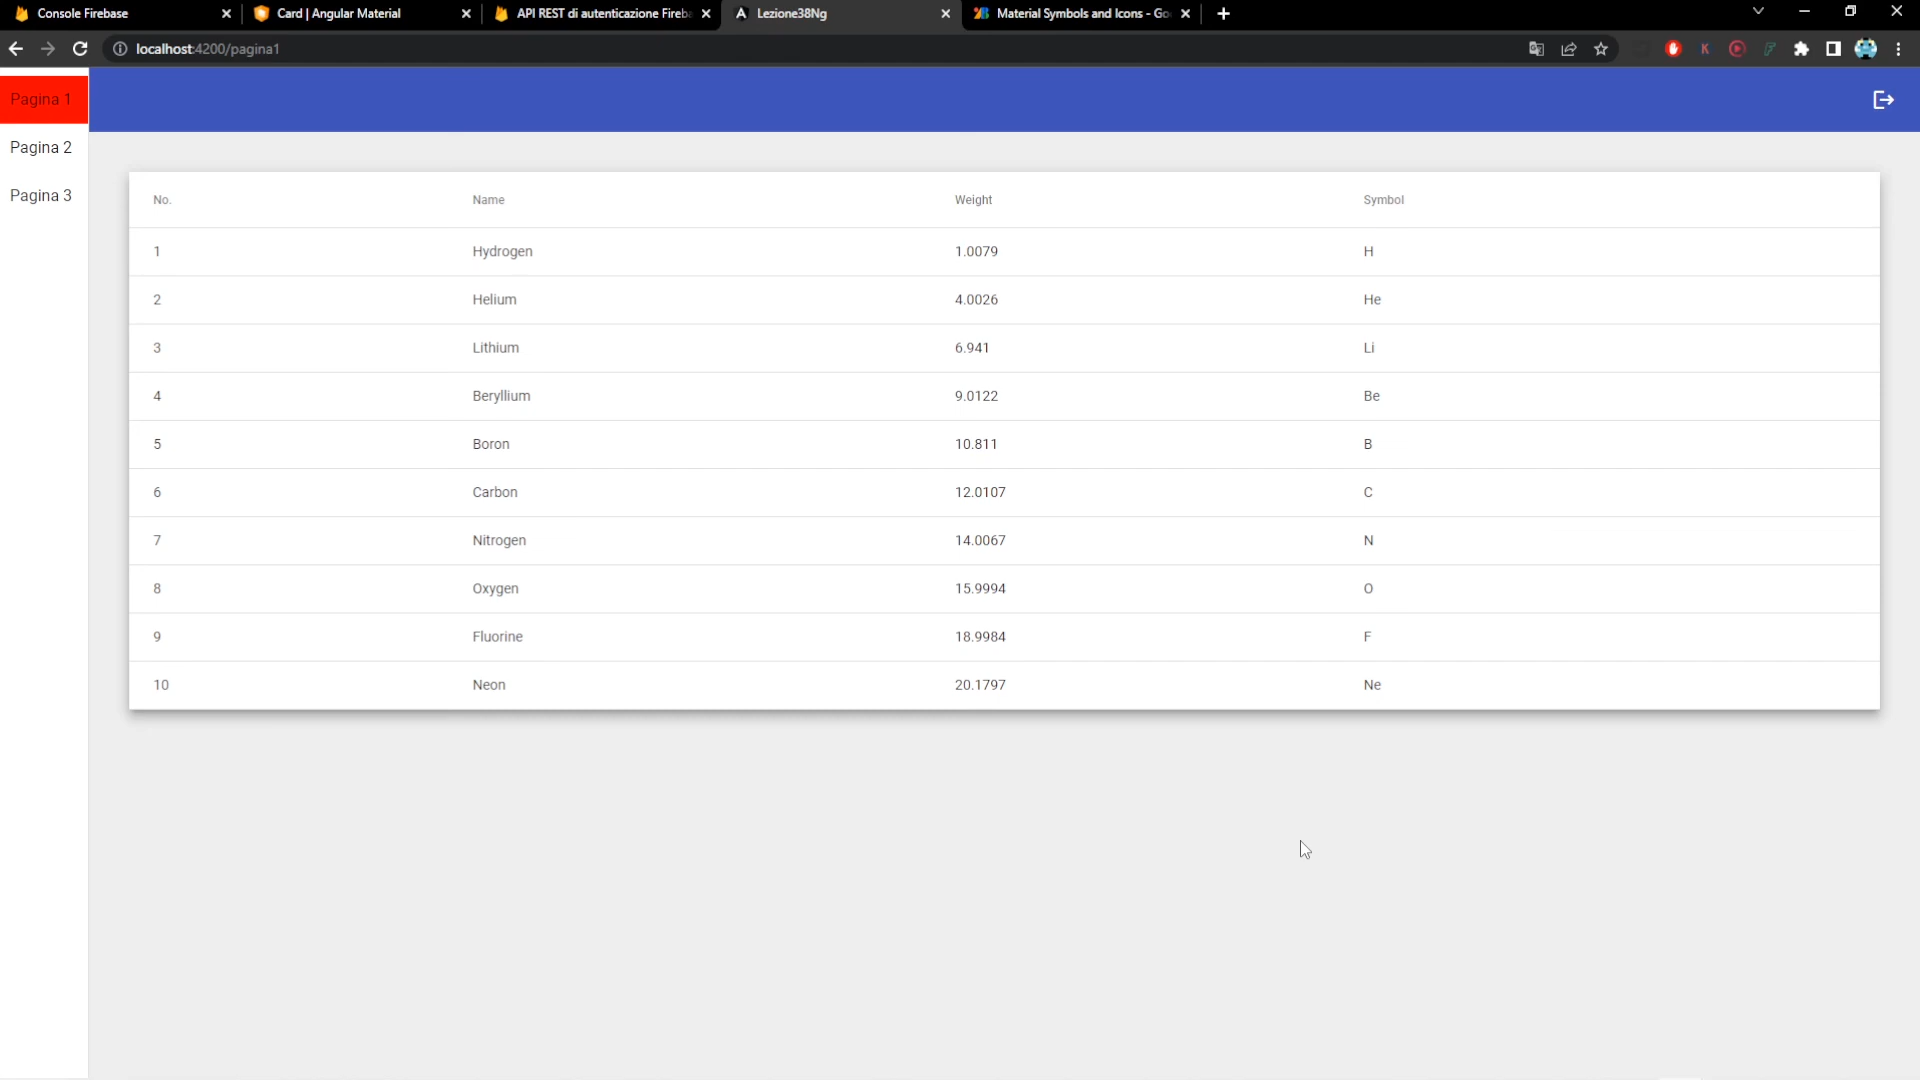 Console Firebase
Card | Angular Material
API REST di autenticazione Fireb
Lezione38Ng
Material Symbols and Icons - Go
localhost:4200/pagina1
K
Pagina 1
Pagina 2
Pagina 3
No. Name Weight Symbol
1 Hydrogen 1.0079 H
2 Helium 4.0026 He
3 Lithium 6.941 Li
4 Beryllium 9.0122 Be
5 Boron 10.811 B
6 Carbon 12.0107 C
7 Nitrogen 14.0067 N
8 Oxygen 15.9994 O
9 Fluorine 18.9984 F
10 Neon 20.1797 Ne